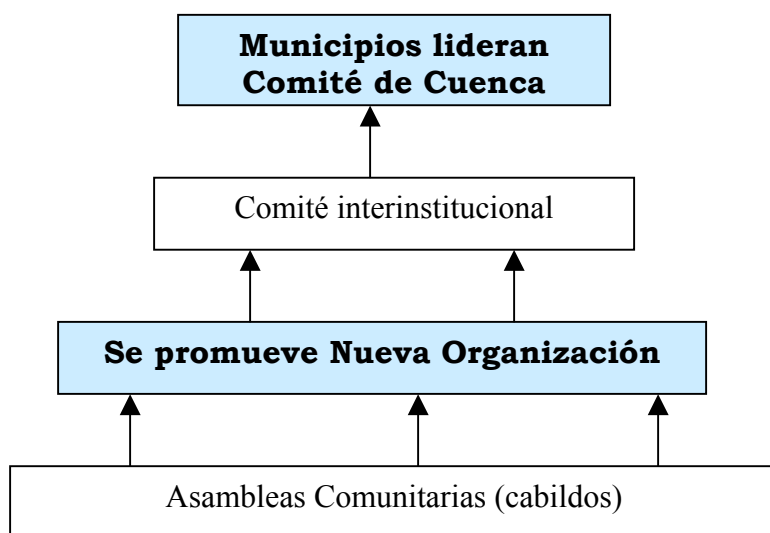 Municipios lideran
Comité de Cuenca
Comité interinstitucional
Se promueve Nueva Organización
Asambleas Comunitarias (cabildos)